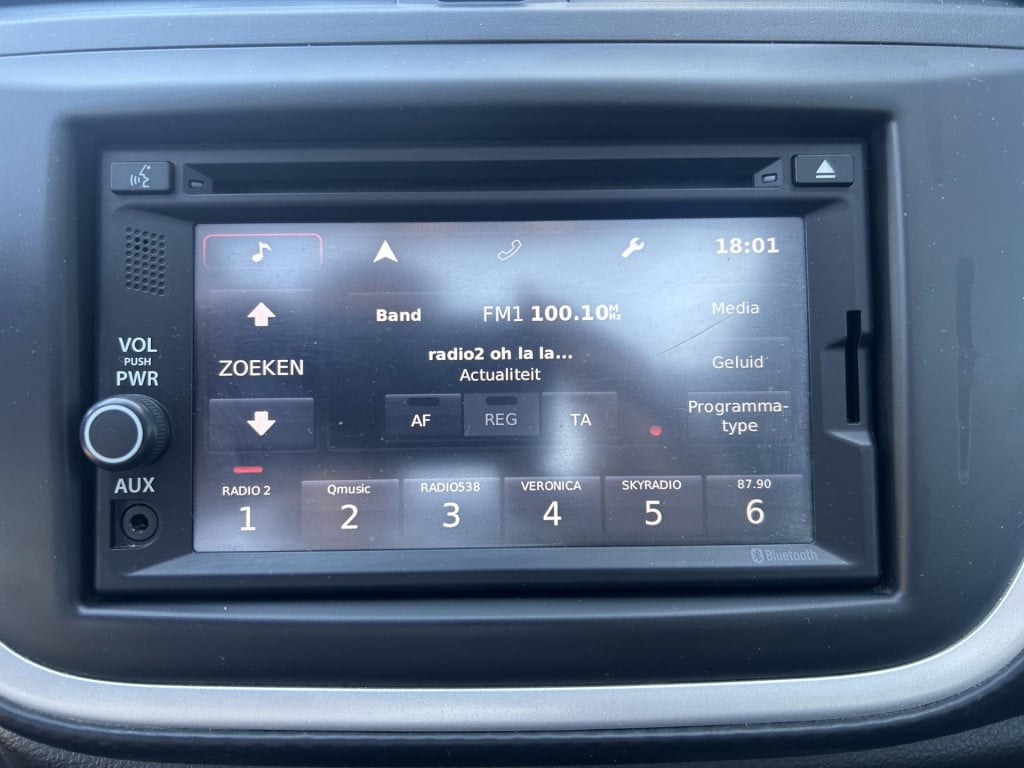 18:01
Band FM1 100.10 MHz Media
radio2 oh la la...
ZOEKEN Geluid
Actualiteit
VOL
PUSH
PWR
AF REG TA
Programma-
type
AUX
RADIO 2 Qmusic RADIO538 VERONICA SKYRADIO 87.90
1 2 3 4 5 6
Bluetooth